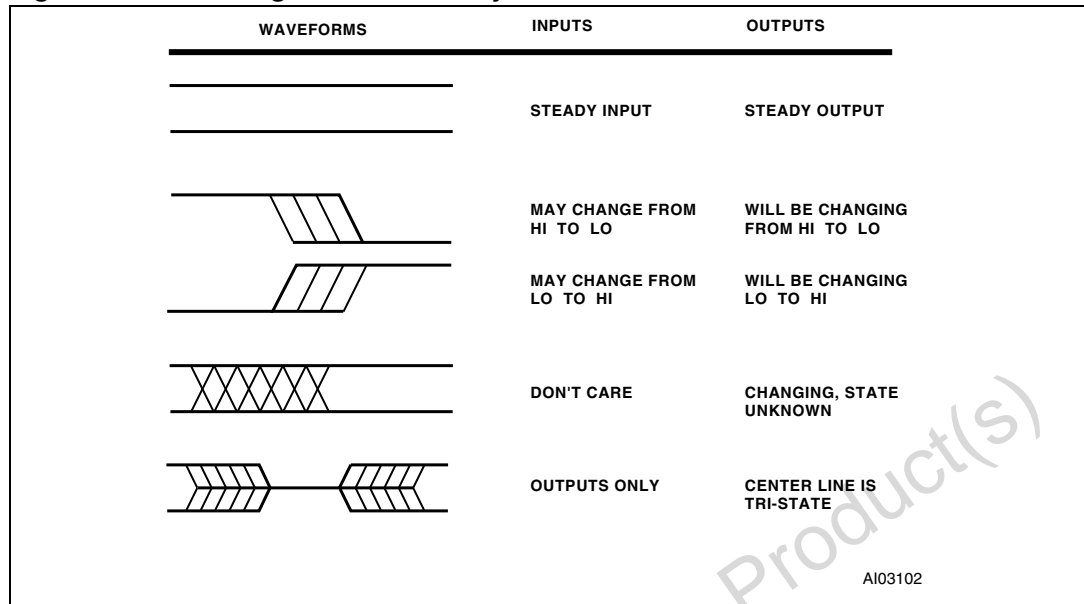 WAVEFORMS INPUTS OUTPUTS
STEADY INPUT STEADY OUTPUT
MAY CHANGE FROM WILL BE CHANGING
HI TO LO FROM HI TO LO
MAY CHANGE FROM WILL BE CHANGING
LO TO HI LO TO HI
DON'T CARE CHANGING, STATE
UNKNOWN
OUTPUTS ONLY CENTER LINE IS
TRI-STATE
Product(s)
AI03102